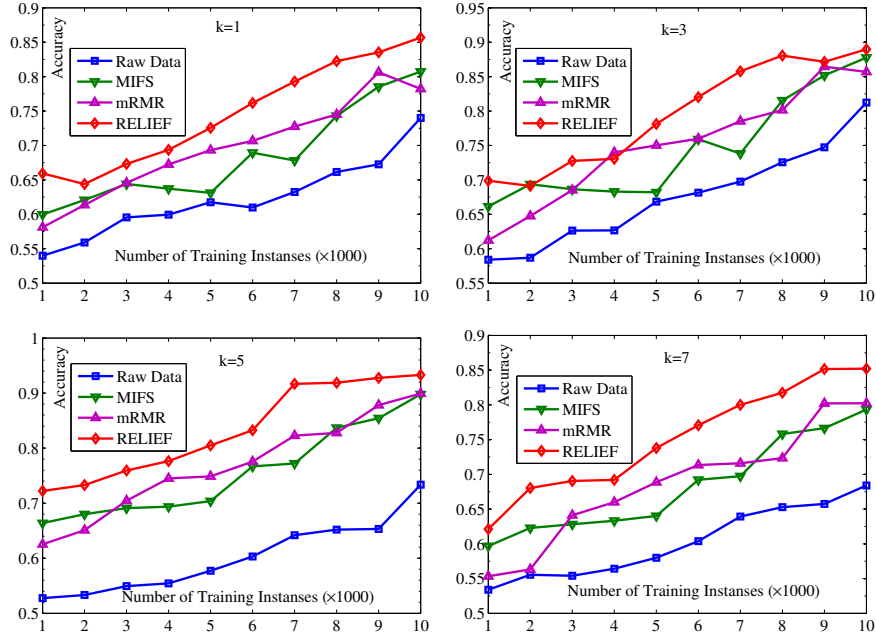 k=1
Accuracy
Raw Data
MIFS
mRMR
RELIEF
0.9
0.85
0.8
0.75
0.7
0.65
0.6
0.55
0.5
Number of Training Instanses (×1000)
1 2 3 4 5 6 7 8 9 10
k=3
Accuracy
Raw Data
MIFS
mRMR
RELIEF
0.95
0.9
0.85
0.8
0.75
0.7
0.65
0.6
0.55
0.5
Number of Training Instanses (×1000)
1 2 3 4 5 6 7 8 9 10
k=5
Accuracy
Raw Data
MIFS
mRMR
RELIEF
1
0.9
0.8
0.7
0.6
0.5
Number of Training Instanses (×1000)
1 2 3 4 5 6 7 8 9 10
k=7
Accuracy
Raw Data
MIFS
mRMR
RELIEF
0.9
0.85
0.8
0.75
0.7
0.65
0.6
0.55
0.5
Number of Training Instanses (×1000)
1 2 3 4 5 6 7 8 9 10